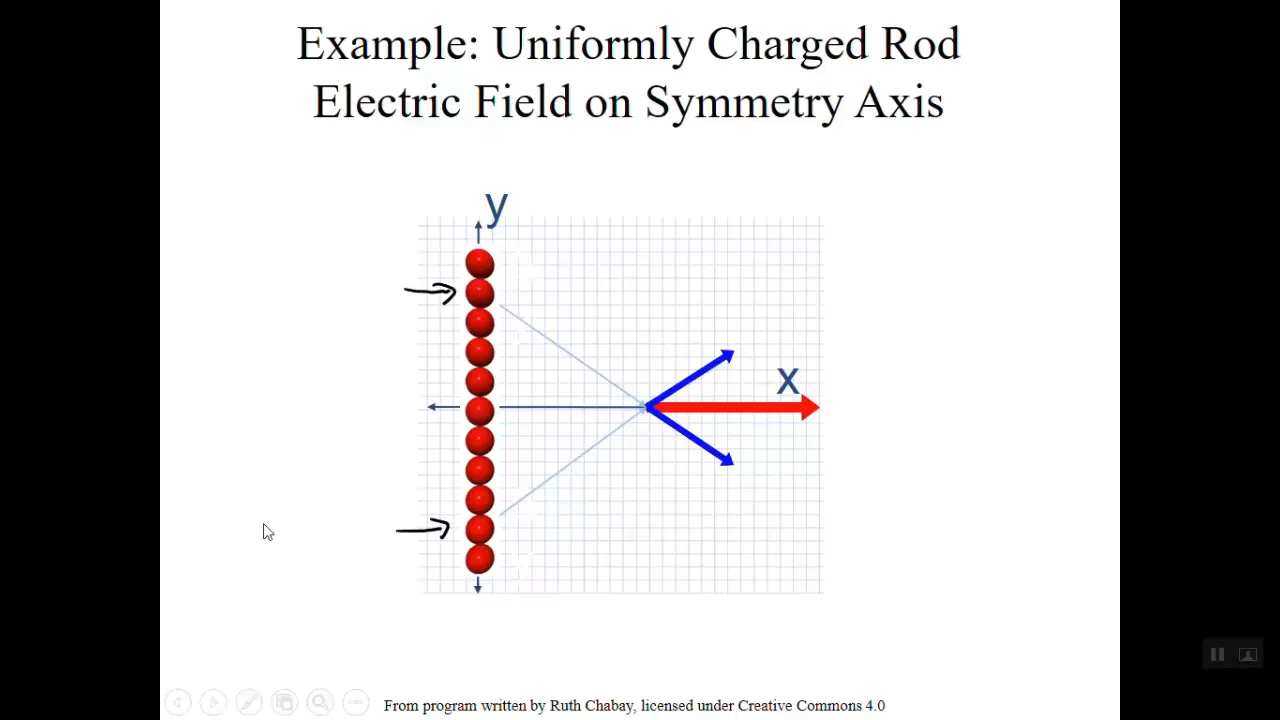 Example: Uniformly Charged Rod
Electric Field on Symmetry Axis
y
x
From program written by Ruth Chabay, licensed under Creative Commons 4.0